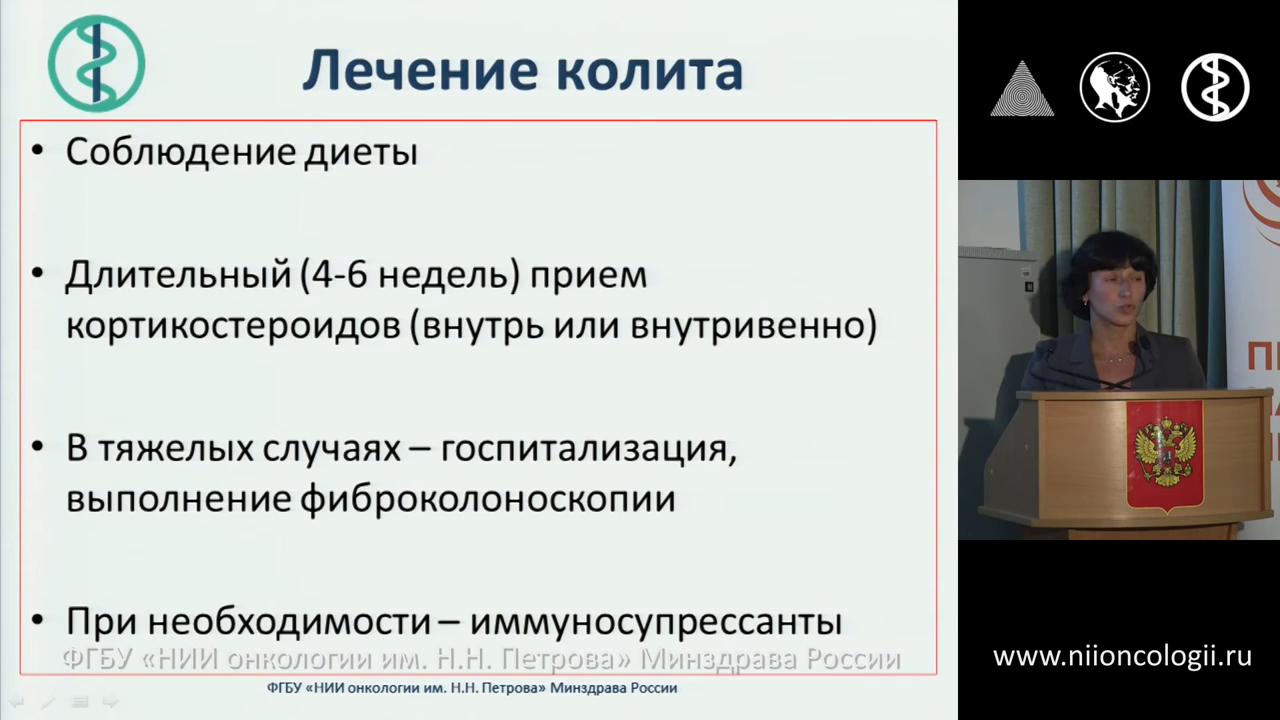 Лечение колита
• Соблюдение диеты
• Длительный (4-6 недель) прием
кортикостероидов (внутрь или внутривенно)
• В тяжелых случаях – госпитализация,
выполнение фиброколоноскопии
• При необходимости – иммуносупрессанты
ФГБУ «НИИ онкологии им. Н.Н. Петрова» Минздрава России
ФГБУ «НИИ онкологии им. Н.Н. Петрова» Минздрава России
www.niioncologii.ru